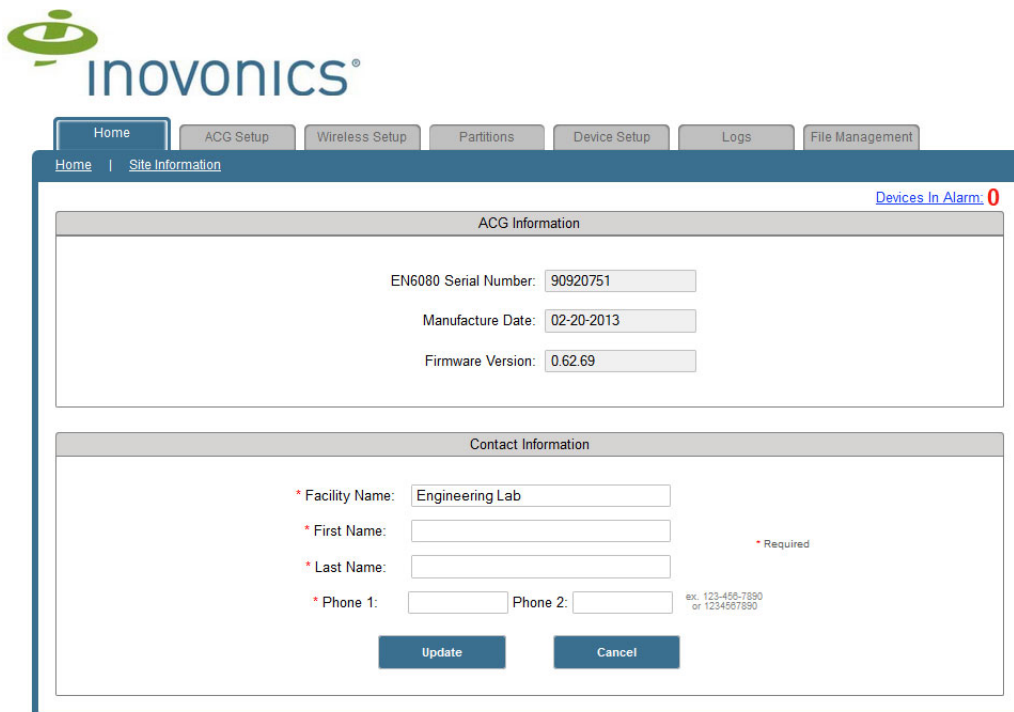 INOVONICS®
Home ACG Setup Wireless Setup Partitions Device Setup Logs File Management
Home | Site Information
Devices In Alarm: 0
ACG Information
EN6080 Serial Number: 90920751
Manufacture Date: 02-20-2013
Firmware Version: 0.62.69
Contact Information
* Facility Name: Engineering Lab
* First Name:
* Required
* Last Name:
* Phone 1: Phone 2: ex. 123-456-7890
or 1234567890
Update Cancel